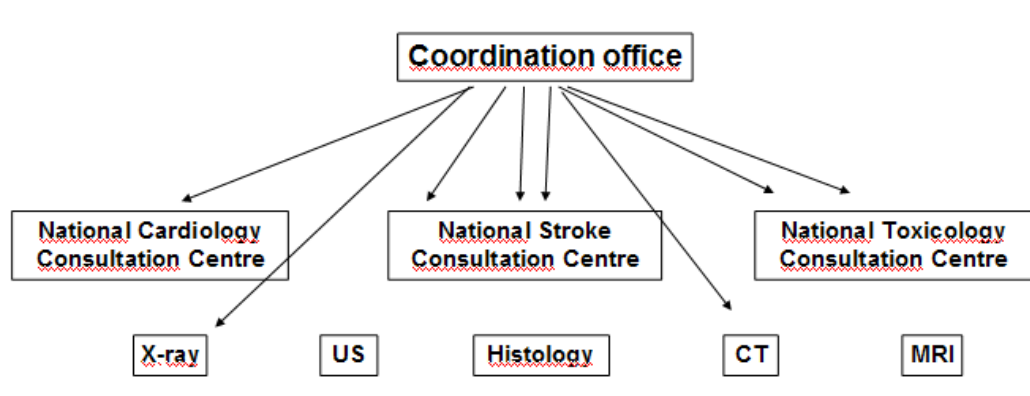 Coordination office
National Cardiology
Consultation Centre
National Stroke
Consultation Centre
National Toxicology
Consultation Centre
X-ray
US
Histology
CT
MRI